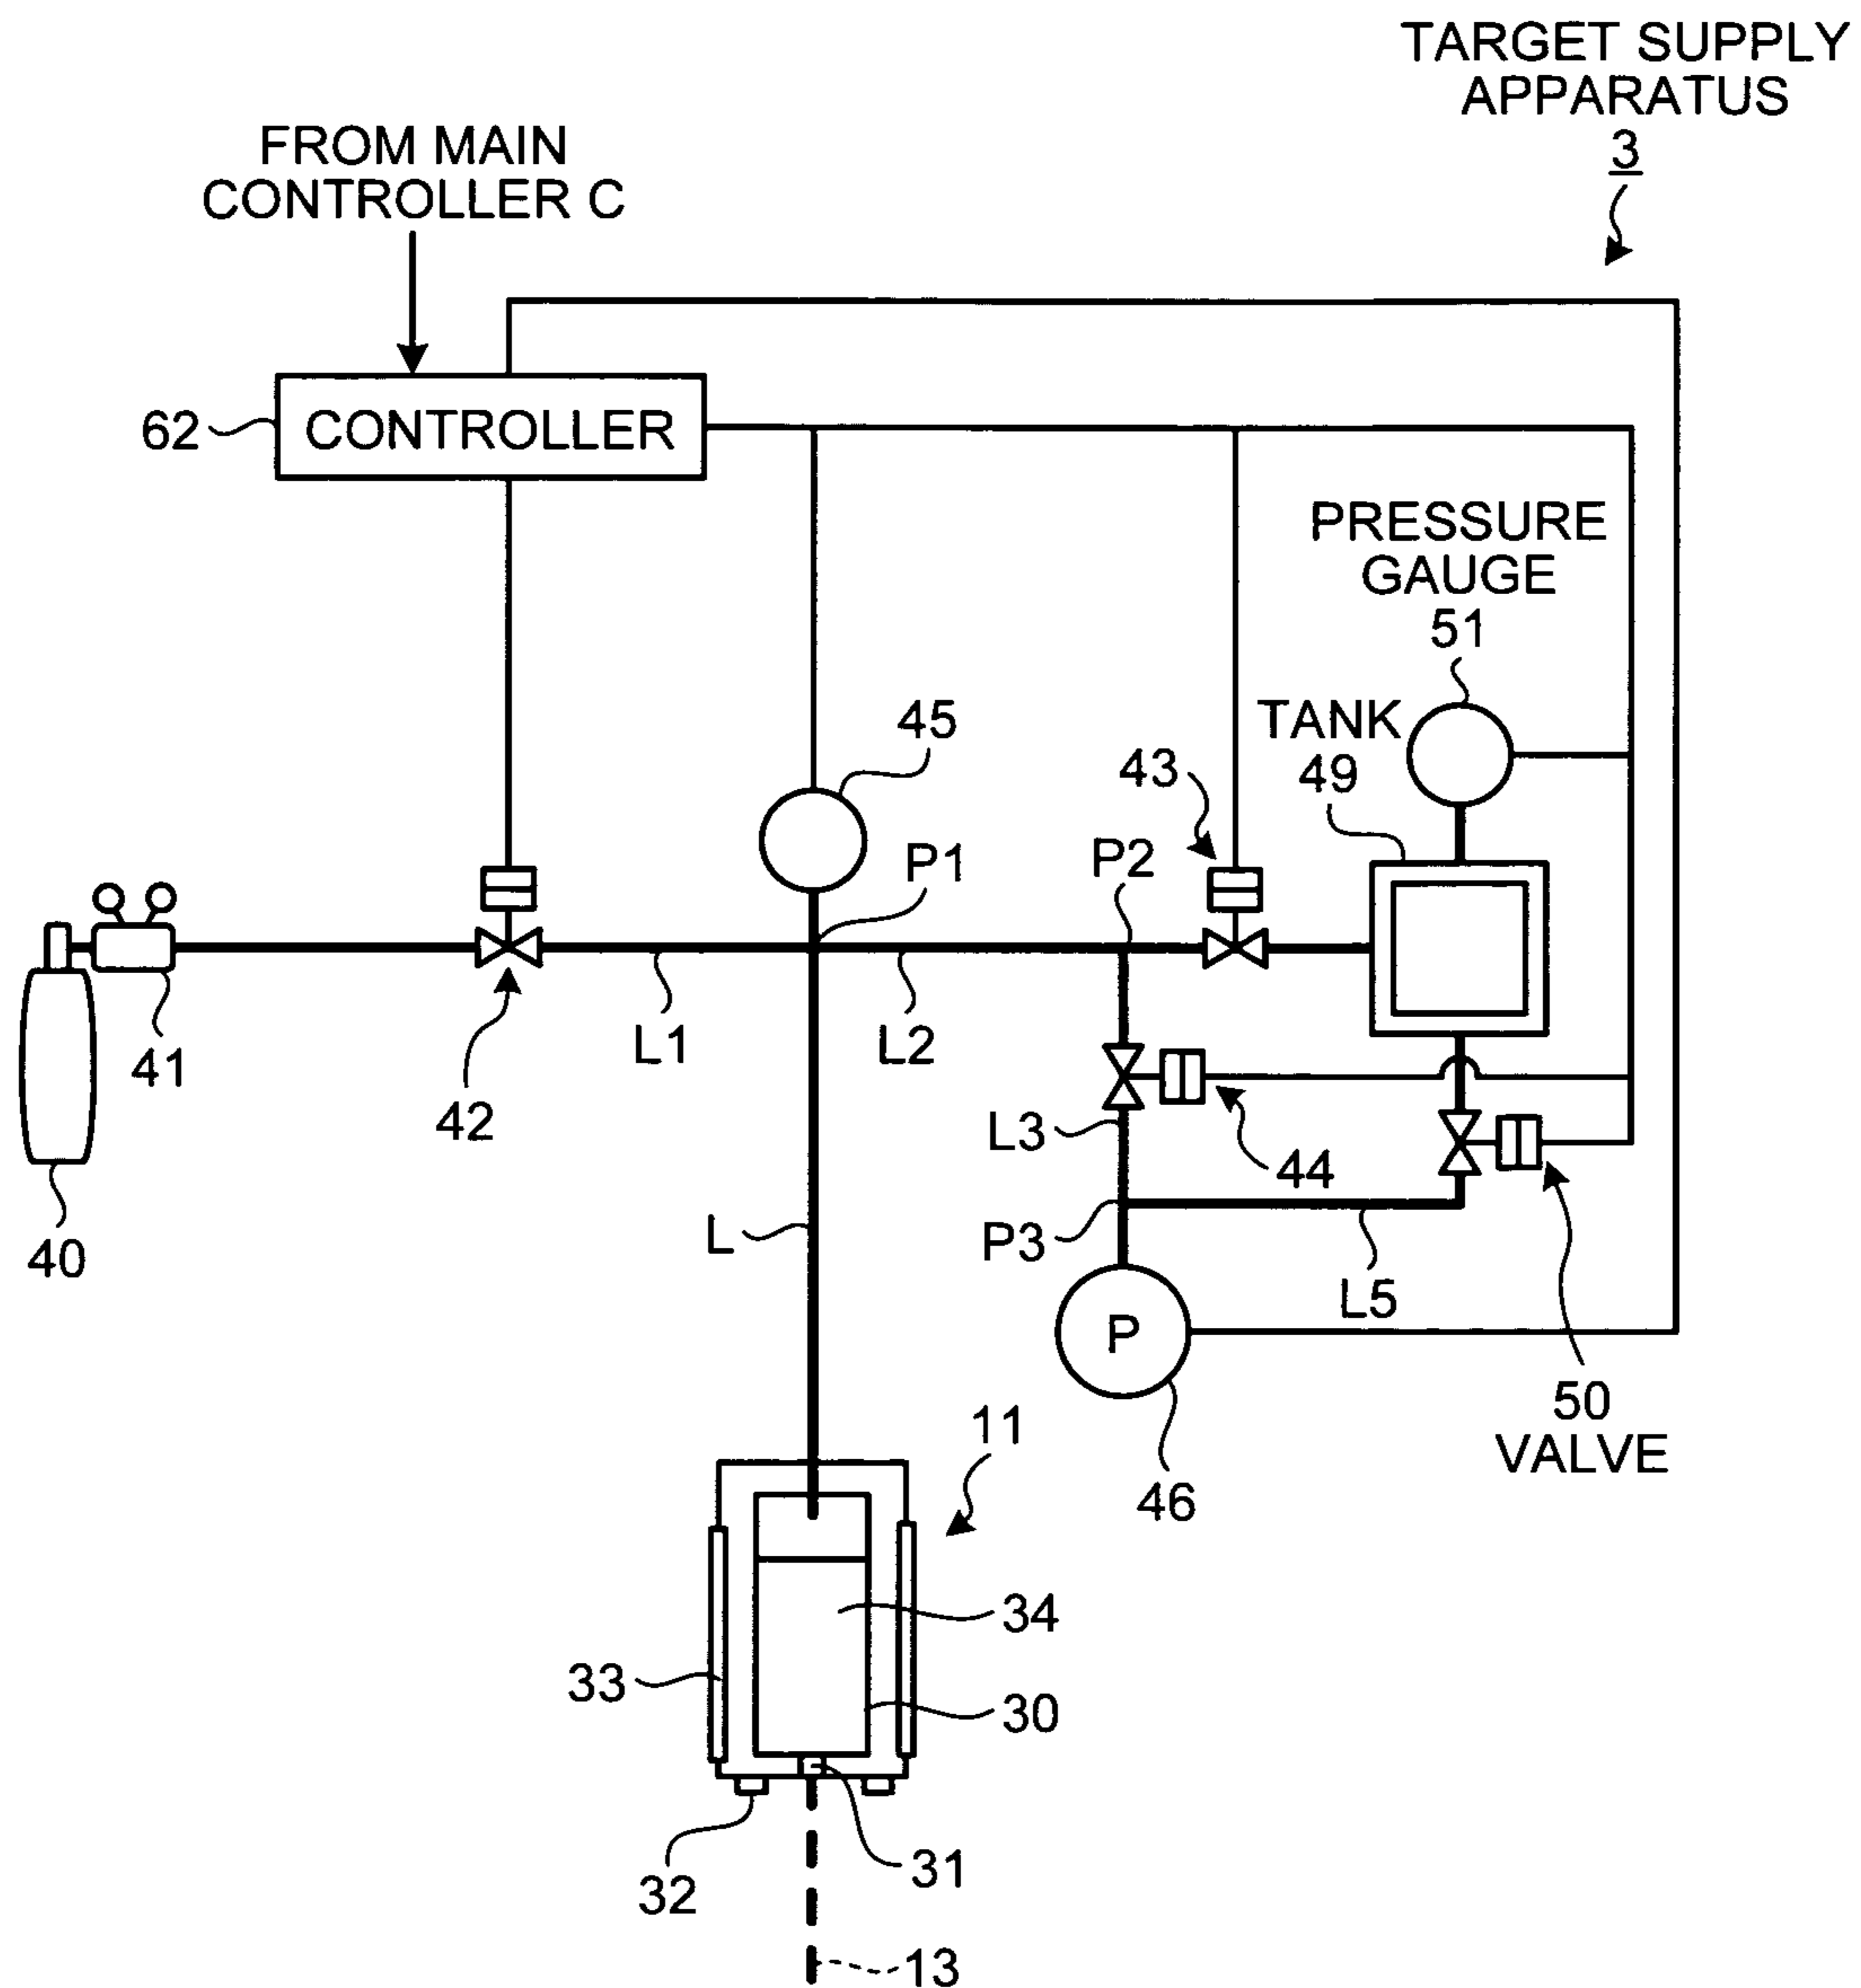 TARGET SUPPLY
APPARATUS
3
FROM MAIN
CONTROLLER C
62
CONTROLLER
PRESSURE
GAUGE
51
45
TANK
49
43
P1
P2
41
L1
L2
42
L3
44
40
L
P3
L5
P
50
VALVE
11
46
34
33
30
31
32
13